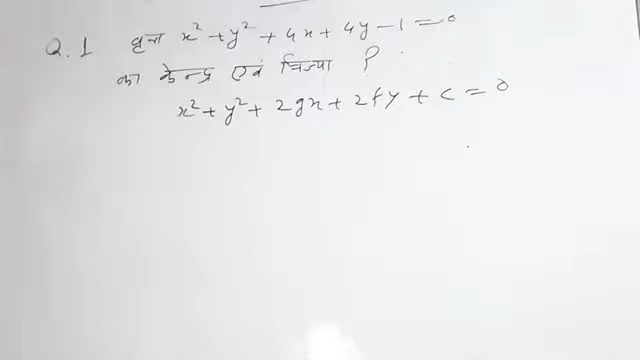 Q.1 वृत्त x² + y² + 4x + 4y - 1 = 0
का केन्द्र एवं त्रिज्या ?
x² + y² + 2gx + 2fy + c = 0